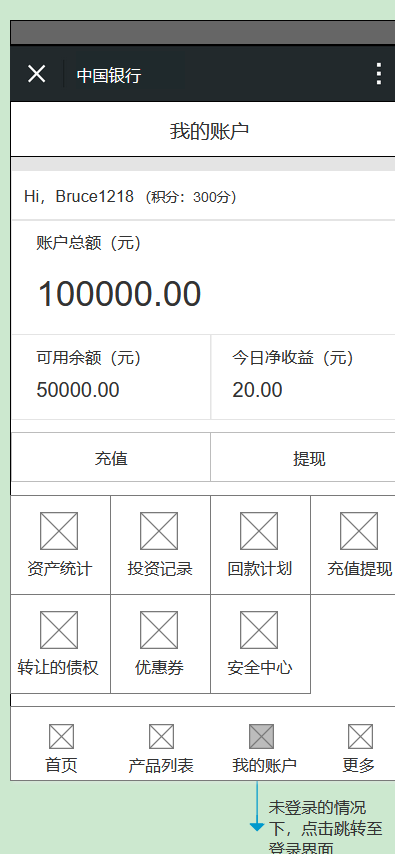 中国银行
我的账户
Hi，Bruce1218 （积分：300分）
账户总额（元）
100000.00
可用余额（元） 今日净收益（元）
50000.00 20.00
充值 提现
资产统计 投资记录 回款计划 充值提现
转让的债权 优惠券 安全中心
首页 产品列表 我的账户 更多
未登录的情况
下，点击跳转至
登录界面